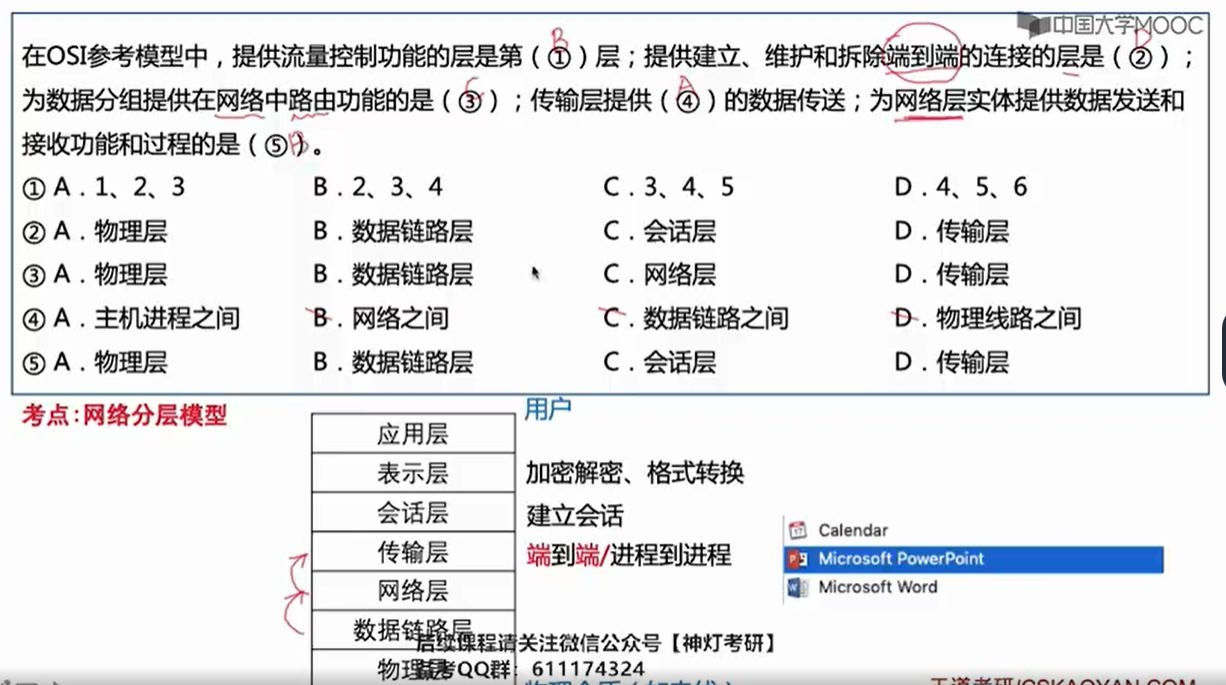 中国大学MOOC
在OSI参考模型中，提供流量控制功能的层是第（①）层；提供建立、维护和拆除端到端的连接的层是（②）；
B
D
为数据分组提供在网络中路由功能的是（③）；传输层提供（④）的数据传送；为网络层实体提供数据发送和
C
A
接收功能和过程的是（⑤）。
B
① A．1、2、3 B．2、3、4 C．3、4、5 D．4、5、6
② A．物理层 B．数据链路层 C．会话层 D．传输层
③ A．物理层 B．数据链路层 C．网络层 D．传输层
④ A．主机进程之间 B．网络之间 C．数据链路之间 D．物理线路之间
⑤ A．物理层 B．数据链路层 C．会话层 D．传输层
考点:网络分层模型
用户
应用层
表示层 加密解密、格式转换
会话层 建立会话
传输层 端到端/进程到进程
网络层
数据链路层
物理层
Calendar
Microsoft PowerPoint
Microsoft Word
后续课程请关注微信公众号【神灯考研】
备考QQ群：611174324
王道考研/CSKAOYAN.COM